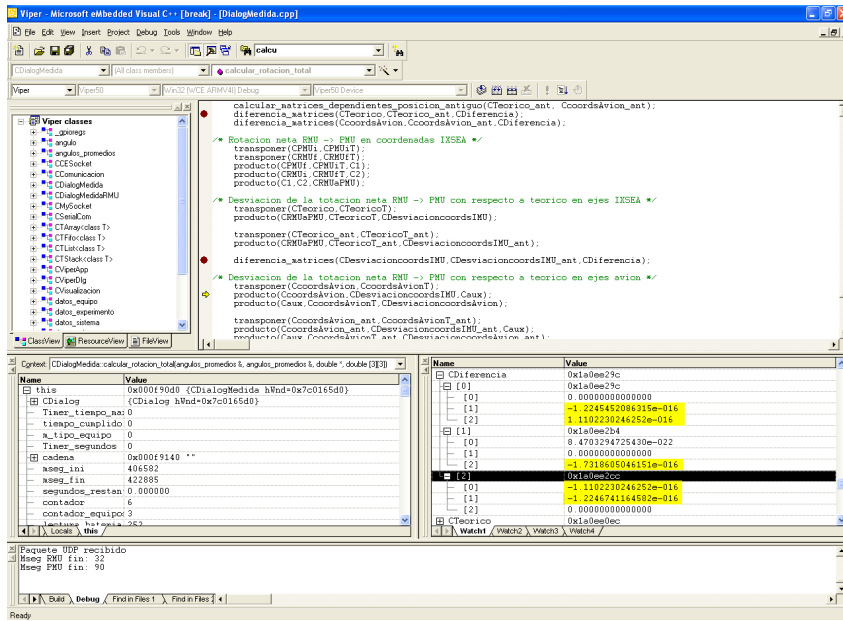 Viper - Microsoft eMbedded Visual C++ [break] - [DialogMedida.cpp]
File Edit View Insert Project Debug Tools Window Help
calcu
CDialogMedida [All class members] calcular_rotacion_total
Viper Viper50 Win32 (WCE ARMV4I) Debug Viper50 Device
Viper classes
_gpioregs
angulo
angulos_promedios
CCESocket
CComunicacion
CDialogMedida
CDialogMedidaRMU
CMySocket
CSerialCom
CTArray<class T>
CTFifo<class T>
CTList<class T>
CTStack<class T>
CViperApp
CViperDlg
CVisualizacion
datos_equipo
datos_experimento
datos_sistema
ClassView ResourceView FileView
calcular_matrices_dependientes_posicion_antiguo(CTeorico_ant, CcoordsAvion_ant);
diferencia_matrices(CTeorico,CTeorico_ant,CDiferencia);
diferencia_matrices(CcoordsAvion,CcoordsAvion_ant,CDiferencia);
/* Rotacion neta RMU -> PMU en coordenadas IXSEA */
transponer(CPMUi,CPMUiT);
transponer(CRMUf,CRMUfT);
producto(CPMUf,CPMUiT,C1);
producto(CRMUi,CRMUfT,C2);
producto(C1,C2,CRMUaPMU);
/* Desviacion de la totacion neta RMU -> PMU con respecto a teorico en ejes IXSEA */
transponer(CTeorico,CTeoricoT);
producto(CRMUaPMU,CTeoricoT,CDesviacioncoordsIMU);
transponer(CTeorico_ant,CTeoricoT_ant);
producto(CRMUaPMU,CTeoricoT_ant,CDesviacioncoordsIMU_ant);
diferencia_matrices(CDesviacioncoordsIMU,CDesviacioncoordsIMU_ant,CDiferencia);
/* Desviacion de la totacion neta RMU -> PMU con respecto a teorico en ejes avion */
transponer(CcoordsAvion,CcoordsAvionT);
producto(CcoordsAvion,CDesviacioncoordsIMU,Caux);
producto(Caux,CcoordsAvionT,CDesviacioncoordsAvion);
transponer(CcoordsAvion_ant,CcoordsAvionT_ant);
producto(CcoordsAvion_ant,CDesviacioncoordsIMU_ant,Caux);
producto(Caux,CcoordsAvionT_ant,CDesviacioncoordsAvion_ant);
Context: CDialogMedida::calcular_rotacion_total(angulos_promedios &, angulos_promedios &, double *, double [3][3])
Name Value
this 0x000f90d0 {CDialogMedida hWnd=0x7c0165d0}
CDialog {CDialog hWnd=0x7c0165d0}
Timer_tiempo_ma: 0
tiempo_cumplido 0
m_tipo_equipo 0
Timer_segundos 0
cadena 0x000f9140 ""
mseg_ini 406582
mseg_fin 422885
segundos_restan 0.000000
contador 6
contador_equipo: 3
lectura_bateria 252
Locals this
Name Value
CDiferencia 0x1a0ee29c
[0] 0x1a0ee29c
[0] 0.00000000000000
[1] -1.2245452086315e-016
[2] 1.1102230246252e-016
[1] 0x1a0ee2b4
[0] 8.4703294725430e-022
[1] 0.00000000000000
[2] -1.7318605046151e-016
[2] 0x1a0ee2cc
[0] -1.1102230246252e-016
[1] -1.2246741164582e-016
[2] 0.00000000000000
CTeorico 0x1a0ee0ec
Watch1 Watch2 Watch3 Watch4
Paquete UDP recibido
Mseg RMU fin: 32
Mseg PMU fin: 90
Build Debug Find in Files 1 Find in Files 2
Ready